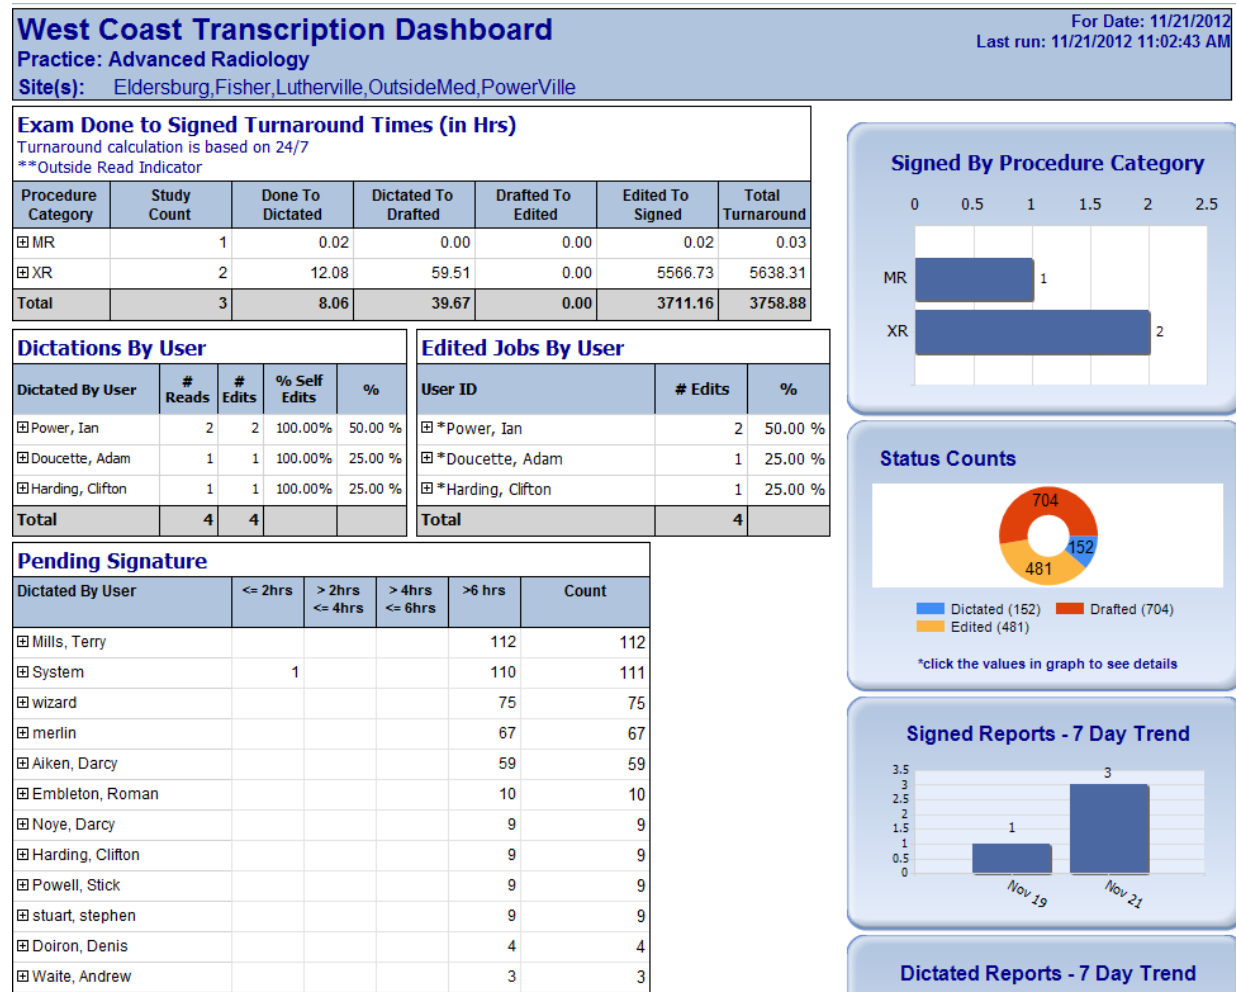 West Coast Transcription Dashboard
For Date: 11/21/2012
Last run: 11/21/2012 11:02:43 AM
Practice: Advanced Radiology
Site(s): Eldersburg,Fisher,Lutherville,OutsideMed,PowerVille
Exam Done to Signed Turnaround Times (in Hrs)
Turnaround calculation is based on 24/7
**Outside Read Indicator
Procedure Category Study Count Done To Dictated Dictated To Drafted Drafted To Edited Edited To Signed Total Turnaround
MR 1 0.02 0.00 0.00 0.02 0.03
XR 2 12.08 59.51 0.00 5566.73 5638.31
Total 3 8.06 39.67 0.00 3711.16 3758.88
Dictations By User
Dictated By User # Reads # Edits % Self Edits %
Power, Ian 2 2 100.00% 50.00 %
Doucette, Adam 1 1 100.00% 25.00 %
Harding, Clifton 1 1 100.00% 25.00 %
Total 4 4
Edited Jobs By User
User ID # Edits %
*Power, Ian 2 50.00 %
*Doucette, Adam 1 25.00 %
*Harding, Clifton 1 25.00 %
Total 4
Pending Signature
Dictated By User <= 2hrs > 2hrs <= 4hrs > 4hrs <= 6hrs >6 hrs Count
Mills, Terry 112 112
System 1 110 111
wizard 75 75
merlin 67 67
Aiken, Darcy 59 59
Embleton, Roman 10 10
Noye, Darcy 9 9
Harding, Clifton 9 9
Powell, Stick 9 9
stuart, stephen 9 9
Doiron, Denis 4 4
Waite, Andrew 3 3
Signed By Procedure Category
0 0.5 1 1.5 2 2.5
MR 1
XR 2
Status Counts
704
152
481
Dictated (152) Drafted (704)
Edited (481)
*click the values in graph to see details
Signed Reports - 7 Day Trend
3.5
3
2.5
2
1.5
1
0.5
0
1
3
Nov 19 Nov 21
Dictated Reports - 7 Day Trend